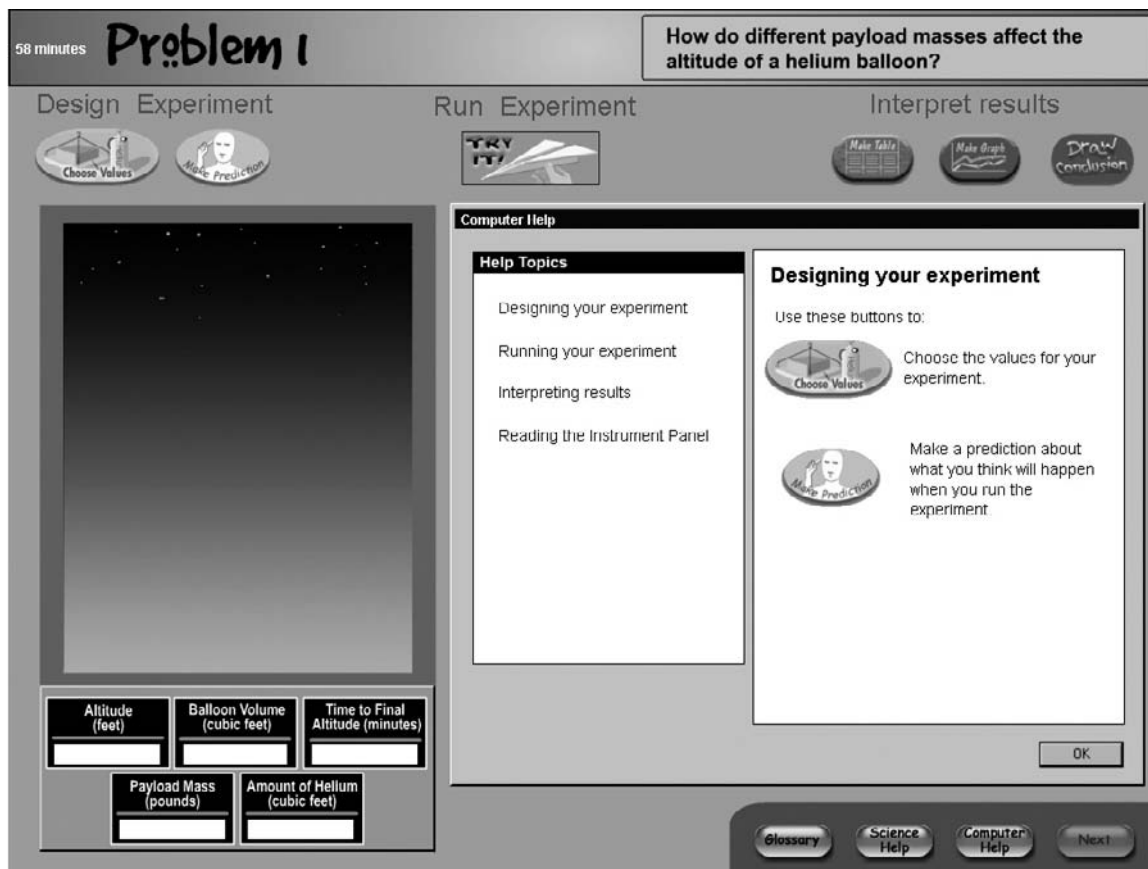 58 minutes
Problem 1
How do different payload masses affect the
altitude of a helium balloon?
Design Experiment
Run Experiment
Interpret results
Choose Values
Make Prediction
TRY
IT!
Make Table
Make Graph
Draw
Conclusion
Computer Help
Help Topics
Designing your experiment
Running your experiment
Interpreting results
Reading the Instrument Panel
Designing your experiment
Use these buttons to:
Choose Values
Choose the values for your
experiment.
Make Prediction
Make a prediction about
what you think will happen
when you run the
experiment
OK
Altitude
(feet)
Balloon Volume
(cubic feet)
Time to Final
Altitude (minutes)
Payload Mass
(pounds)
Amount of Helium
(cubic feet)
Glossary
Science
Help
Computer
Help
Next